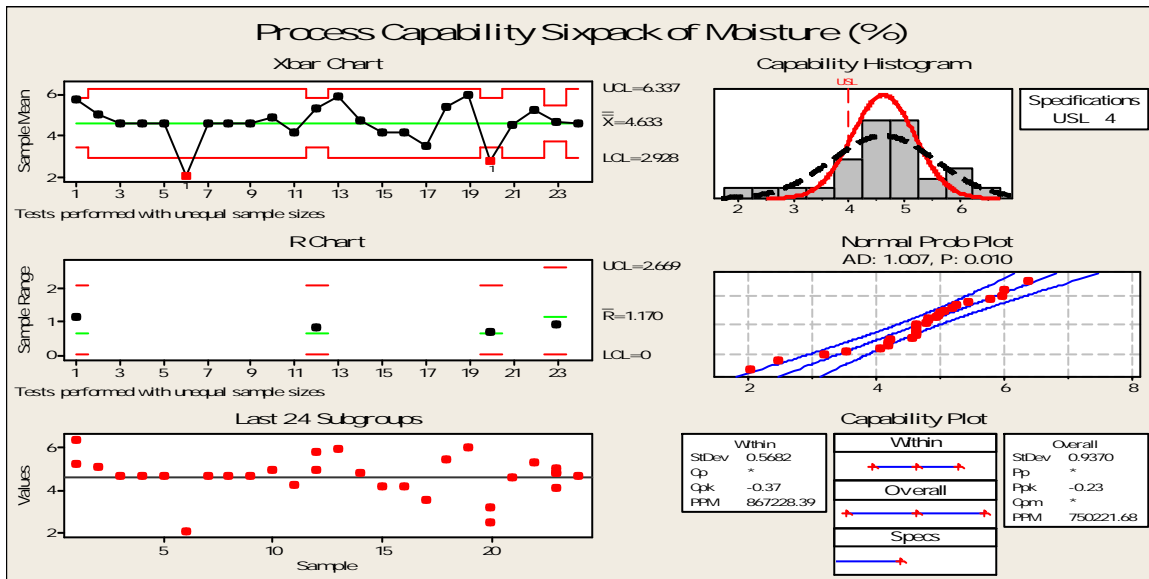 Process Capability Sixpack of Moisture (%)
Xbar Chart
Sample Mean
6
4
2
1 3 5 7 9 11 13 15 17 19 21 23
1
1
UCL=6.337
X=4.633
LCL=2.928
Tests performed with unequal sample sizes
R Chart
Sample Range
2
1
0
1 3 5 7 9 11 13 15 17 19 21 23
UCL=2.669
R=1.170
LCL=0
Tests performed with unequal sample sizes
Last 24 Subgroups
Values
6
4
2
5 10 15 20
Sample
Capability Histogram
USL
2 3 4 5 6
Specifications
USL 4
Normal Prob Plot
AD: 1.007, P: 0.010
2 4 6 8
Capability Plot
Within
StDev 0.5682
Cp *
Cpk -0.37
PPM 867228.39
Within
Overall
Specs
Overall
StDev 0.9370
Pp *
Ppk -0.23
Cpm *
PPM 750221.68